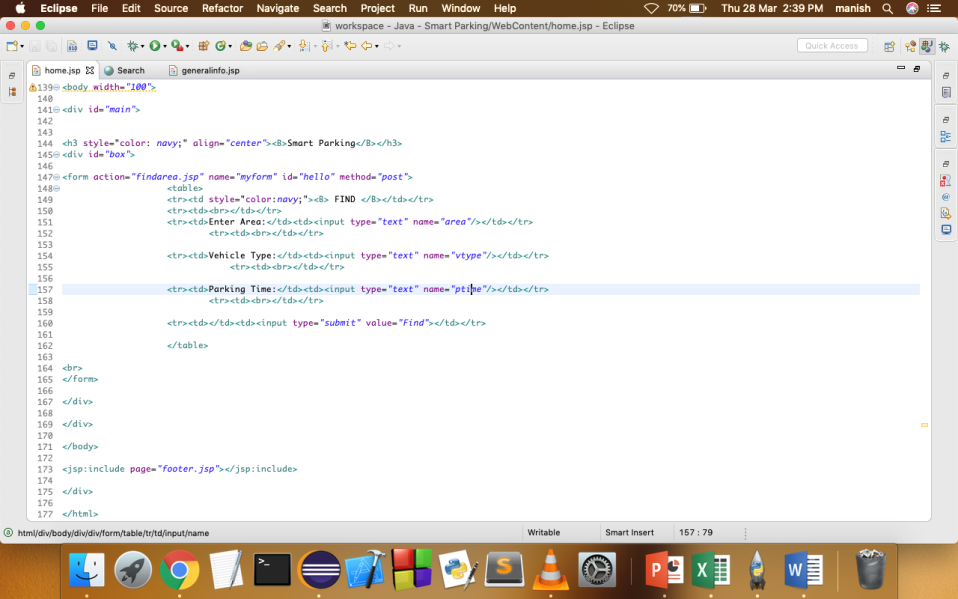 Eclipse File Edit Source Refactor Navigate Search Project Run Window Help 70% Thu 28 Mar 2:39 PM manish
workspace - Java - Smart Parking/WebContent/home.jsp - Eclipse
Quick Access
home.jsp Search generalinfo.jsp
139 <body width="100">
140
141 <div id="main">
142
143
144 <h3 style="color: navy;" align="center"><B>Smart Parking</B></h3>
145 <div id="box">
146
147 <form action="findarea.jsp" name="myform" id="hello" method="post">
148 <table>
149 <tr><td style="color:navy;"><B> FIND </B></td></tr>
150 <tr><td><br></td></tr>
151 <tr><td>Enter Area:</td><td><input type="text" name="area"/></td></tr>
152 <tr><td><br></td></tr>
153
154 <tr><td>Vehicle Type:</td><td><input type="text" name="vtype"/></td></tr>
155 <tr><td><br></td></tr>
156
157 <tr><td>Parking Time:</td><td><input type="text" name="ptime"/></td></tr>
158 <tr><td><br></td></tr>
159
160 <tr><td></td><td><input type="submit" value="Find"></td></tr>
161
162 </table>
163
164 <br>
165 </form>
166
167 </div>
168
169 </div>
170
171 </body>
172
173 <jsp:include page="footer.jsp"></jsp:include>
174
175 </div>
176
177 </html>
html/div/body/div/div/form/table/tr/td/input/name Writable Smart Insert 157 : 79